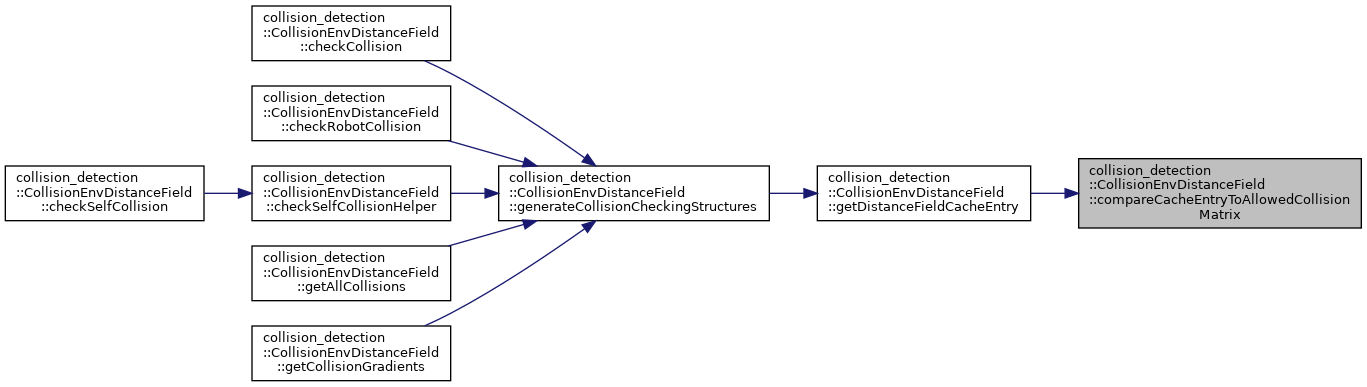 collision_detection
::CollisionEnvDistanceField
::checkCollision
collision_detection
::CollisionEnvDistanceField
::checkRobotCollision
collision_detection
::CollisionEnvDistanceField
::checkSelfCollision
collision_detection
::CollisionEnvDistanceField
::checkSelfCollisionHelper
collision_detection
::CollisionEnvDistanceField
::generateCollisionCheckingStructures
collision_detection
::CollisionEnvDistanceField
::getDistanceFieldCacheEntry
collision_detection
::CollisionEnvDistanceField
::compareCacheEntryToAllowedCollision
Matrix
collision_detection
::CollisionEnvDistanceField
::getAllCollisions
collision_detection
::CollisionEnvDistanceField
::getCollisionGradients